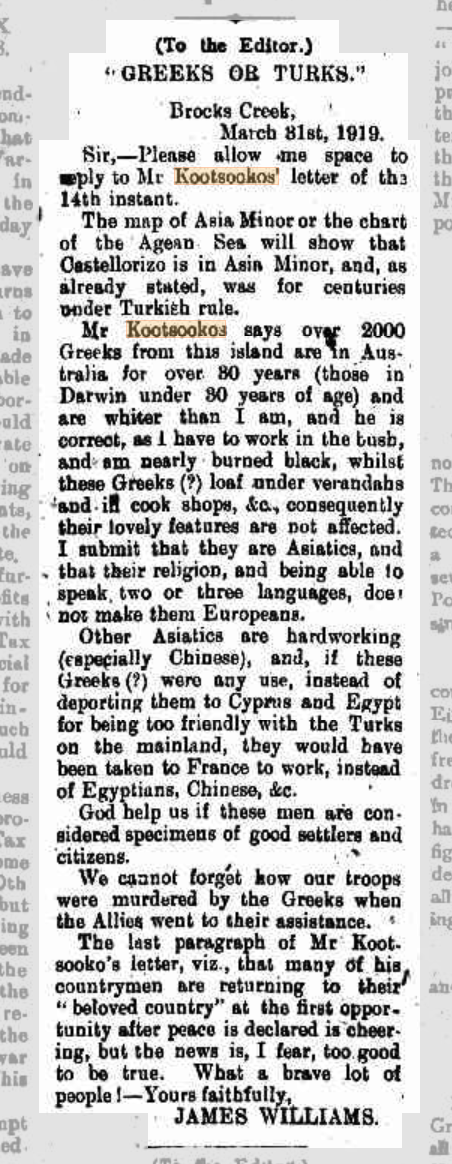 (To the Editor.)
"GREEKS OR TURKS."
Brocks Creek,
March 31st, 1919.
Sir,—Please allow me space to
reply to Mr Kootsookos' letter of the
14th instant.
The map of Asia Minor or the chart
of the Agean Sea will show that
Castellorizo is in Asia Minor, and, as
already stated, was for centuries
under Turkish rule.
Mr Kootsookos says over 2000
Greeks from this island are in Aus-
tralia for over 30 years (those in
Darwin under 30 years of age) and
are whiter than I am, and he is
correct, as I have to work in the bush,
and am nearly burned black, whilst
these Greeks (?) loaf under verandahs
and in cook shops, &c., consequently
their lovely features are not affected.
I submit that they are Asiatics, and
that their religion, and being able to
speak two or three languages, does
not make them Europeans.
Other Asiatics are hardworking
(especially Chinese), and, if these
Greeks (?) were any use, instead of
deporting them to Cyprus and Egypt
for being too friendly with the Turks
on the mainland, they would have
been taken to France to work, instead
of Egyptians, Chinese, &c.
God help us if these men are con-
sidered specimens of good settlers and
citizens.
We cannot forget how our troops
were murdered by the Greeks when
the Allies went to their assistance.
The last paragraph of Mr Koot-
sooko's letter, viz., that many of his
countrymen are returning to their
"beloved country" at the first oppor-
tunity after peace is declared is cheer-
ing, but the news is, I fear, too good
to be true. What a brave lot of
people!—Yours faithfully,
JAMES WILLIAMS.